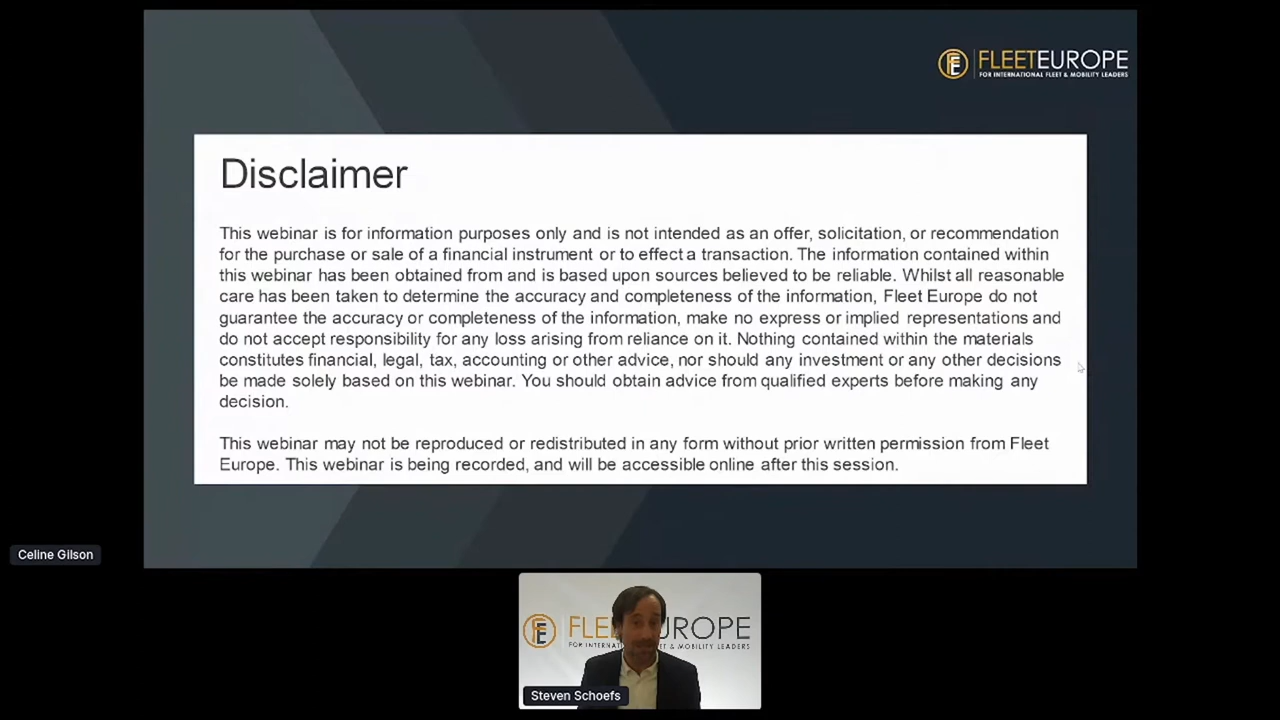 FLEETEUROPE
FOR INTERNATIONAL FLEET & MOBILITY LEADERS
Disclaimer
This webinar is for information purposes only and is not intended as an offer, solicitation, or recommendation
for the purchase or sale of a financial instrument or to effect a transaction. The information contained within
this webinar has been obtained from and is based upon sources believed to be reliable. Whilst all reasonable
care has been taken to determine the accuracy and completeness of the information, Fleet Europe do not
guarantee the accuracy or completeness of the information, make no express or implied representations and
do not accept responsibility for any loss arising from reliance on it. Nothing contained within the materials
constitutes financial, legal, tax, accounting or other advice, nor should any investment or any other decisions
be made solely based on this webinar. You should obtain advice from qualified experts before making any
decision.
This webinar may not be reproduced or redistributed in any form without prior written permission from Fleet
Europe. This webinar is being recorded, and will be accessible online after this session.
Celine Gilson
FLE UROPE
FOR INTERNATI T & MOBILITY LEADERS
Steven Schoefs